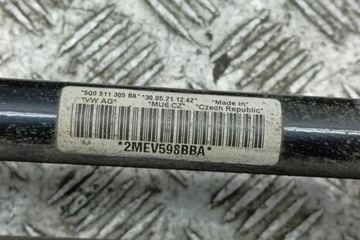 *5Q0 511 305 BA* *30.05.21 12:42* *Made in
*VW AG* *MU6.CZ* *Czech Republic*
*2MEV598BBA*